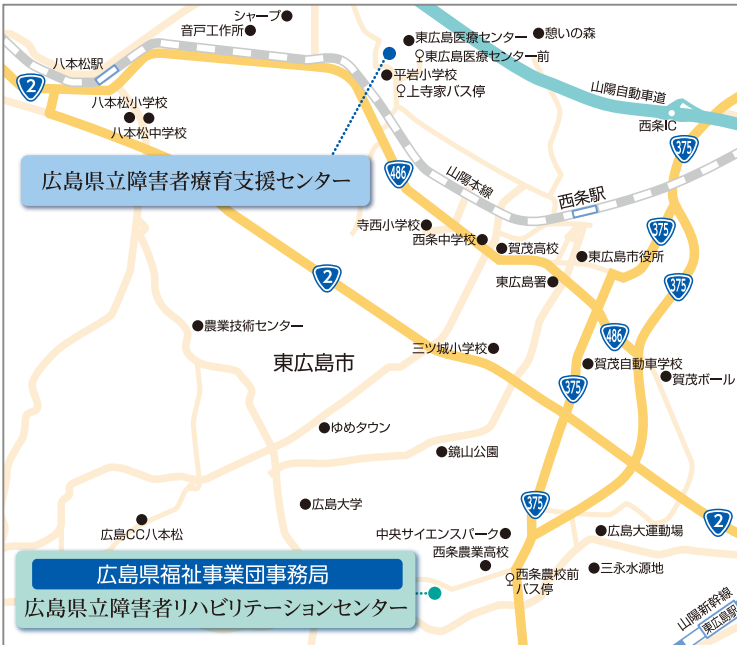 シャープ
音戸工作所
八本松駅
2
八本松小学校
八本松中学校
東広島医療センター
東広島医療センター前
平岩小学校
上寺家バス停
憩いの森
山陽自動車道
西条IC
375
広島県立障害者療育支援センター
486
山陽本線
西条駅
寺西小学校
西条中学校
賀茂高校
375
東広島市役所
東広島署
375
2
農業技術センター
486
三ツ城小学校
東広島市
賀茂自動車学校
賀茂ボール
375
ゆめタウン
鏡山公園
広島大学
375
2
広島CC八本松
中央サイエンスパーク
広島大運動場
西条農業高校
三永水源地
西条農校前
バス停
広島県福祉事業団事務局
広島県立障害者リハビリテーションセンター
山陽新幹線
東広島駅